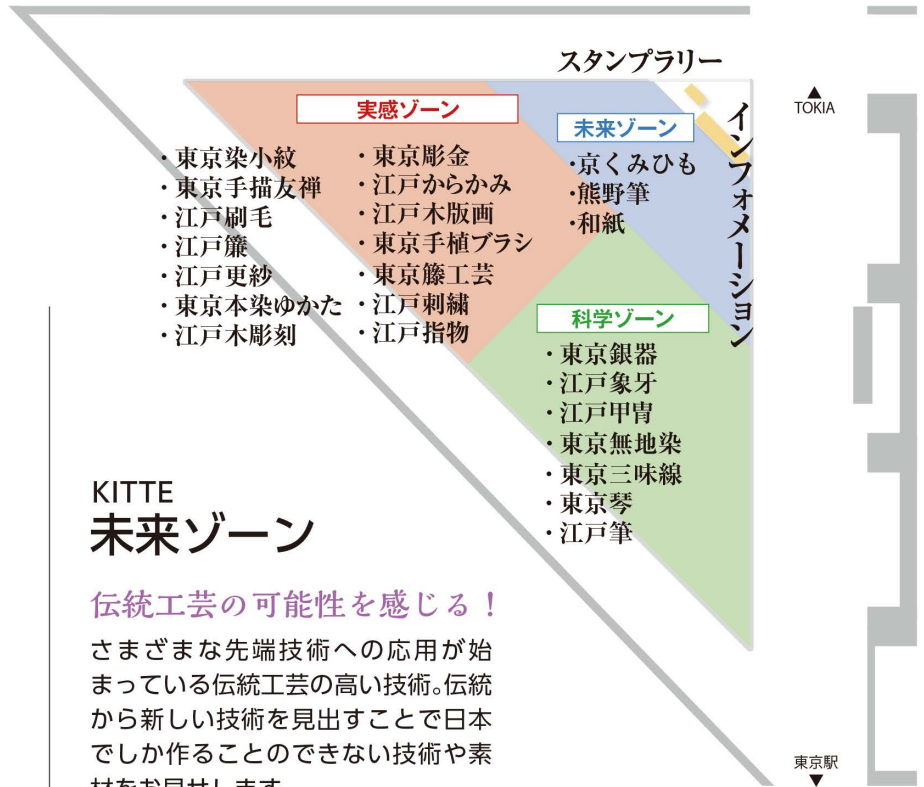 スタンプラリー
インフォメーション
TOKIA
実感ゾーン
・東京染小紋
・東京手描友禅
・江戸刷毛
・江戸簾
・江戸更紗
・東京本染ゆかた
・江戸木彫刻
・東京彫金
・江戸からかみ
・江戸木版画
・東京手植ブラシ
・東京籐工芸
・江戸刺繍
・江戸指物
未来ゾーン
・京くみひも
・熊野筆
・和紙
科学ゾーン
・東京銀器
・江戸象牙
・江戸甲冑
・東京無地染
・東京三味線
・東京琴
・江戸筆
KITTE
未来ゾーン
伝統工芸の可能性を感じる！
さまざまな先端技術への応用が始
まっている伝統工芸の高い技術。伝統
から新しい技術を見出すことで日本
でしか作ることのできない技術や素
材をお見せします
東京駅